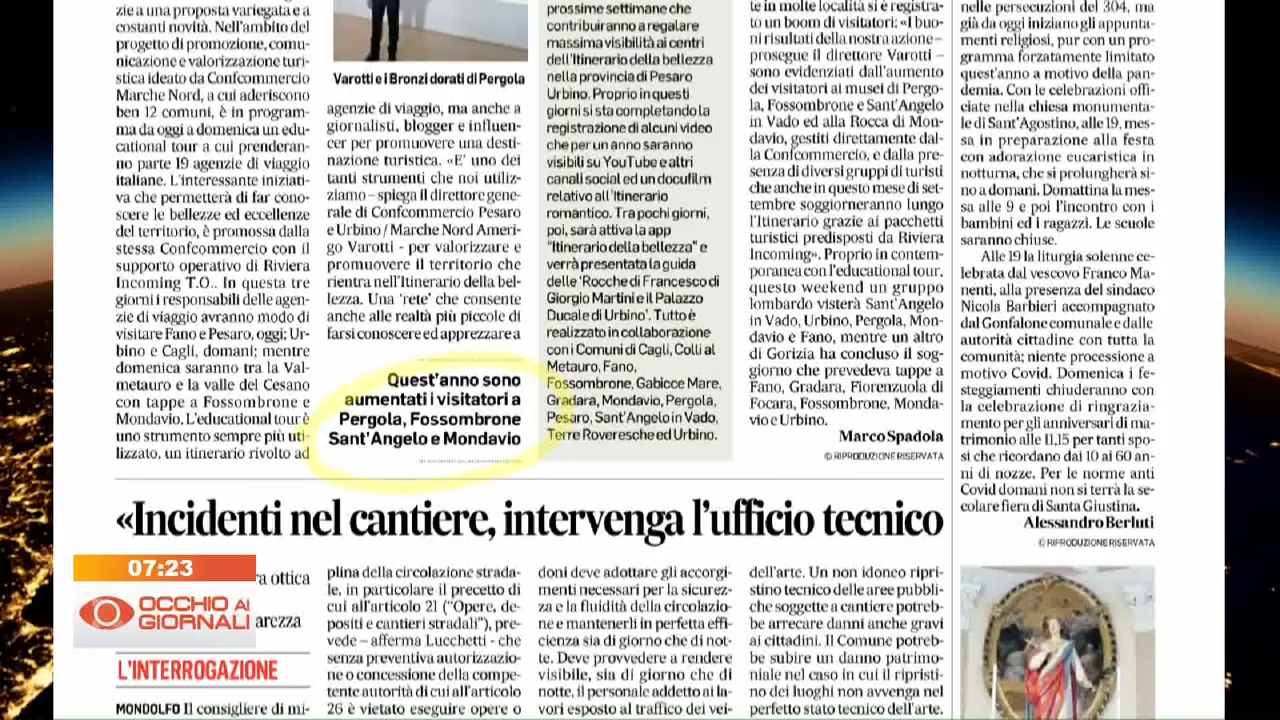 zie a una proposta variegata e a
costanti novità. Nell'ambito del
progetto di promozione, comu-
nicazione e valorizzazione turi-
stica ideato da Confcommercio
Marche Nord, a cui aderiscono
ben 12 comuni, è in program-
ma da oggi a domenica un edu-
cational tour a cui prenderan-
no parte 19 agenzie di viaggio
italiane. L'interessante iniziati-
va che permetterà di far cono-
scere le bellezze ed eccellenze
del territorio, è promossa dalla
stessa Confcommercio con il
supporto operativo di Riviera
Incoming T.O.. In questa tre
giorni i responsabili delle agen-
zie di viaggio avranno modo di
visitare Fano e Pesaro, oggi; Ur-
bino e Cagli, domani; mentre
domenica saranno tra la Val-
metauro e la valle del Cesano
con tappe a Fossombrone e
Mondavio. L'educational tour è
uno strumento sempre più uti-
lizzato, un itinerario rivolto ad
Varotti e i Bronzi dorati di Pergola
agenzie di viaggio, ma anche a
giornalisti, blogger e influen-
cer per promuovere una desti-
nazione turistica. «E' uno dei
tanti strumenti che noi utiliz-
ziamo – spiega il direttore gene-
rale di Confcommercio Pesaro
e Urbino / Marche Nord Ameri-
go Varotti - per valorizzare e
promuovere il territorio che
rientra nell'Itinerario della bel-
lezza. Una 'rete' che consente
anche alle realtà più piccole di
farsi conoscere ed apprezzare a
Quest'anno sono
aumentati i visitatori a
Pergola, Fossombrone
Sant'Angelo e Mondavio
prossime settimane che
contribuiranno a regalare
massima visibilità ai centri
dell'Itinerario della bellezza
nella provincia di Pesaro
Urbino. Proprio in questi
giorni si sta completando la
registrazione di alcuni video
che per un anno saranno
visibili su YouTube e altri
canali social ed un docufilm
relativo all'Itinerario
romantico. Tra pochi giorni,
poi, sarà attiva la app
"Itinerario della bellezza" e
verrà presentata la guida
delle 'Rocche di Francesco di
Giorgio Martini e il Palazzo
Ducale di Urbino'. Tutto è
realizzato in collaborazione
con i Comuni di Cagli, Colli al
Metauro, Fano,
Fossombrone, Gabicce Mare,
Gradara, Mondavio, Pergola,
Pesaro, Sant'Angelo in Vado,
Terre Roveresche ed Urbino.
te in molte località si è registra-
to un boom di visitatori: «I buo-
ni risultati della nostra azione –
prosegue il direttore Varotti –
sono evidenziati dall'aumento
dei visitatori ai musei di Pergo-
la, Fossombrone e Sant'Angelo
in Vado ed alla Rocca di Mon-
davio, gestiti direttamente dal-
la Confcommercio, e dalla pre-
senza di diversi gruppi di turisti
che anche in questo mese di set-
tembre soggiorneranno lungo
l'Itinerario grazie ai pacchetti
turistici predisposti da Riviera
Incoming». Proprio in contem-
poranea con l'educational tour,
questo weekend un gruppo
lombardo visterà Sant'Angelo
in Vado, Urbino, Pergola, Mon-
davio e Fano, mentre un altro
di Gorizia ha concluso il sog-
giorno che prevedeva tappe a
Fano, Gradara, Fiorenzuola di
Focara, Fossombrone, Monda-
vio e Urbino.
Marco Spadola
© RIPRODUZIONE RISERVATA
nelle persecuzioni del 304, ma
già da oggi iniziano gli appunta-
menti religiosi, pur con un pro-
gramma forzatamente limitato
quest'anno a motivo della pan-
demia. Con le celebrazioni offi-
ciate nella chiesa monumenta-
le di Sant'Agostino, alle 19, mes-
sa in preparazione alla festa
con adorazione eucaristica in
notturna, che si prolungherà si-
no a domani. Domattina la mes-
sa alle 9 e poi l'incontro con i
bambini ed i ragazzi. Le scuole
saranno chiuse.
Alle 19 la liturgia solenne ce-
lebrata dal vescovo Franco Ma-
nenti, alla presenza del sindaco
Nicola Barbieri accompagnato
dal Gonfalone comunale e dalle
autorità cittadine con tutta la
comunità; niente processione a
motivo Covid. Domenica i fe-
steggiamenti chiuderanno con
la celebrazione di ringrazia-
mento per gli anniversari di ma-
trimonio alle 11,15 per tanti spo-
si che ricordano dai 10 ai 60 an-
ni di nozze. Per le norme anti
Covid domani non si terrà la se-
colare fiera di Santa Giustina.
Alessandro Berluti
© RIPRODUZIONE RISERVATA
«Incidenti nel cantiere, intervenga l'ufficio tecnico
07:23
OCCHIO AI
GIORNALI
ra ottica
arezza
L'INTERROGAZIONE
MONDOLFO Il consigliere di mi-
plina della circolazione strada-
le, in particolare il precetto di
cui all'articolo 21 ("Opere, de-
positi e cantieri stradali"), pre-
vede – afferma Lucchetti - che
senza preventiva autorizzazio-
ne o concessione della compe-
tente autorità di cui all'articolo
26 è vietato eseguire opere o
doni deve adottare gli accorgi-
menti necessari per la sicurez-
za e la fluidità della circolazio-
ne e mantenerli in perfetta effi-
cienza sia di giorno che di not-
te. Deve provvedere a rendere
visibile, sia di giorno che di
notte, il personale addetto ai la-
vori esposto al traffico dei vei-
dell'arte. Un non idoneo ripri-
stino tecnico delle aree pubbli-
che soggette a cantiere potreb-
be arrecare danni anche gravi
ai cittadini. Il Comune potreb-
be subire un danno patrimo-
niale nel caso in cui il ripristi-
no dei luoghi non avvenga nel
perfetto stato tecnico dell'arte.